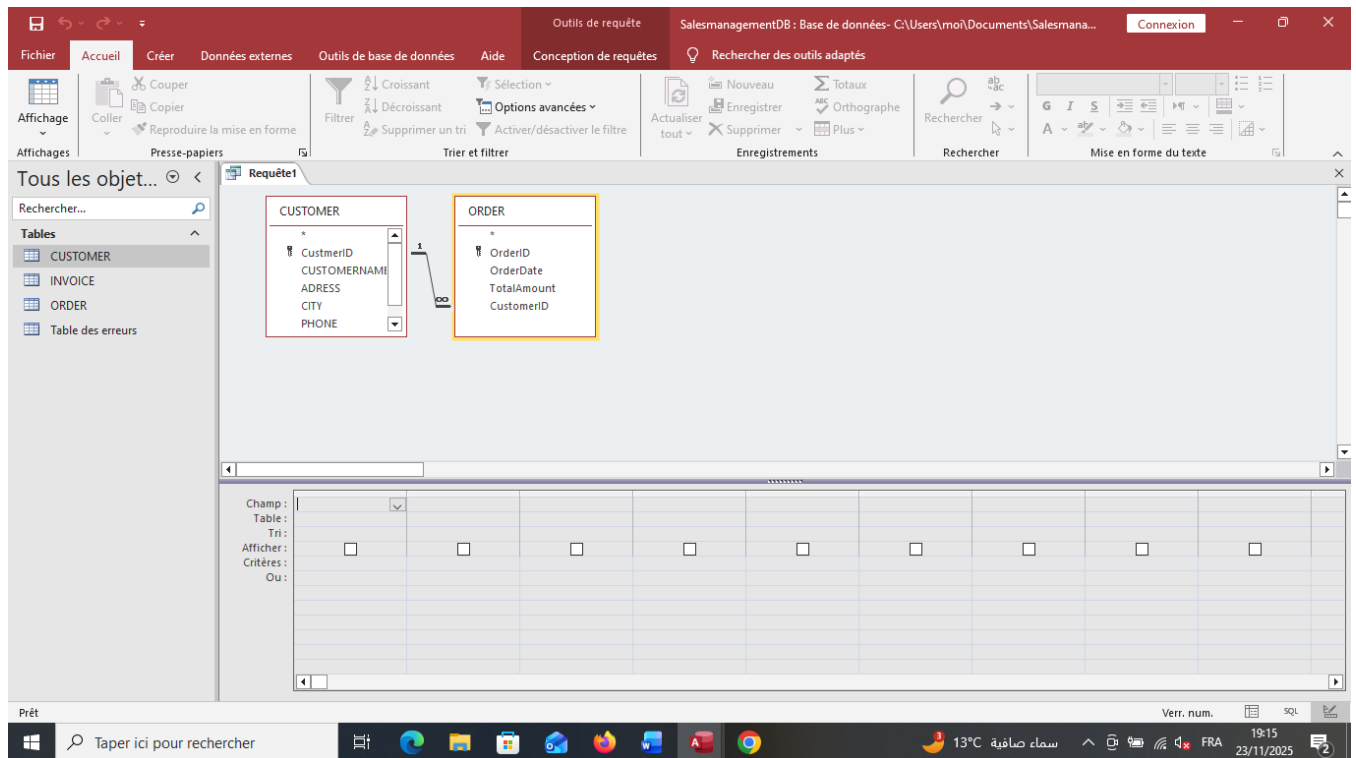 Outils de requête
SalesmanagementDB : Base de données- C:\Users\moi\Documents\Salesmana...
Connexion
Fichier Accueil Créer Données externes Outils de base de données Aide Conception de requêtes Rechercher des outils adaptés
Affichage
Coller
Couper
Copier
Reproduire la mise en forme
Filtrer
Croissant
Décroissant
Supprimer un tri
Sélection
Options avancées
Activer/désactiver le filtre
Actualiser tout
Nouveau
Enregistrer
Supprimer
Totaux
Orthographe
Plus
Rechercher
G I S
A
Affichages Presse-papiers Trier et filtrer Enregistrements Rechercher Mise en forme du texte
Tous les objet...
Rechercher...
Tables
CUSTOMER
INVOICE
ORDER
Table des erreurs
Requête1
CUSTOMER
*
CustmerID
CUSTOMERNAME
ADRESS
CITY
PHONE
1
∞
ORDER
*
OrderID
OrderDate
TotalAmount
CustomerID
Champ :
Table :
Tri :
Afficher :
Critères :
Ou :
Prêt
Verr. num.
SQL
Taper ici pour rechercher
3
13°C سماء صافية
FRA
19:15
23/11/2025
2